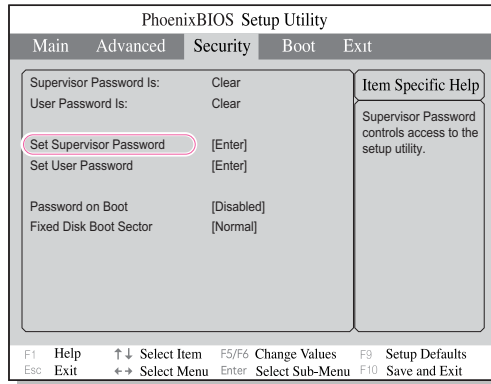 PhoenixBIOS Setup Utility
Main Advanced Security Boot Exit
Supervisor Password Is: Clear
User Password Is: Clear
Set Supervisor Password [Enter]
Set User Password [Enter]
Password on Boot [Disabled]
Fixed Disk Boot Sector [Normal]
Item Specific Help
Supervisor Password
controls access to the
setup utility.
F1 Help ↑↓ Select Item F5/F6 Change Values F9 Setup Defaults
Esc Exit ←→ Select Menu Enter Select Sub-Menu F10 Save and Exit